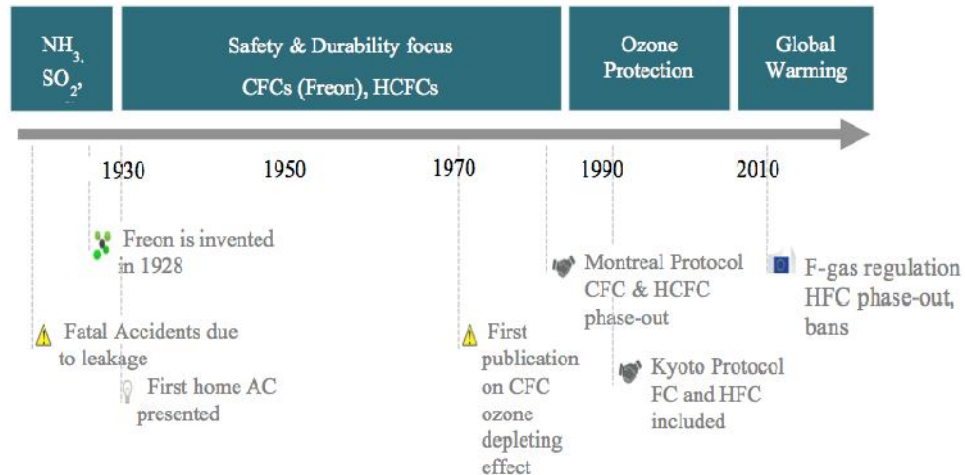 NH3,
SO2,
Safety & Durability focus
CFCs (Freon), HCFCs
Ozone
Protection
Global
Warming
1930
1950
1970
1990
2010
Freon is invented
in 1928
Fatal Accidents due
to leakage
First home AC
presented
First
publication
on CFC
ozone
depleting
effect
Montreal Protocol
CFC & HCFC
phase-out
Kyoto Protocol
FC and HFC
included
F-gas regulation
HFC phase-out,
bans